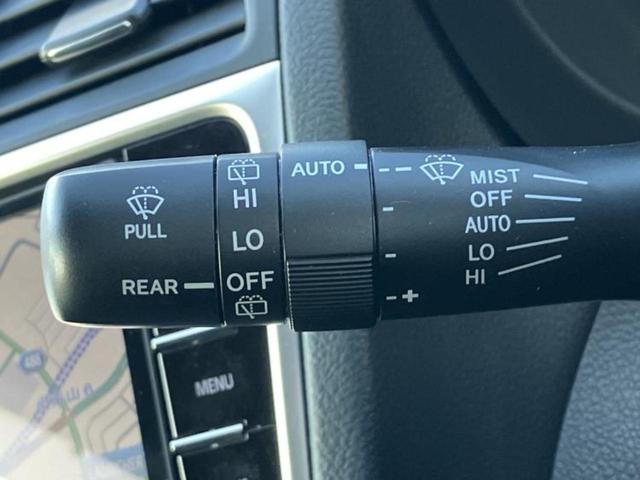 PULL
REAR
HI
LO
OFF
AUTO
- - -
-
-
- +
MIST
OFF
AUTO
LO
HI
MENU